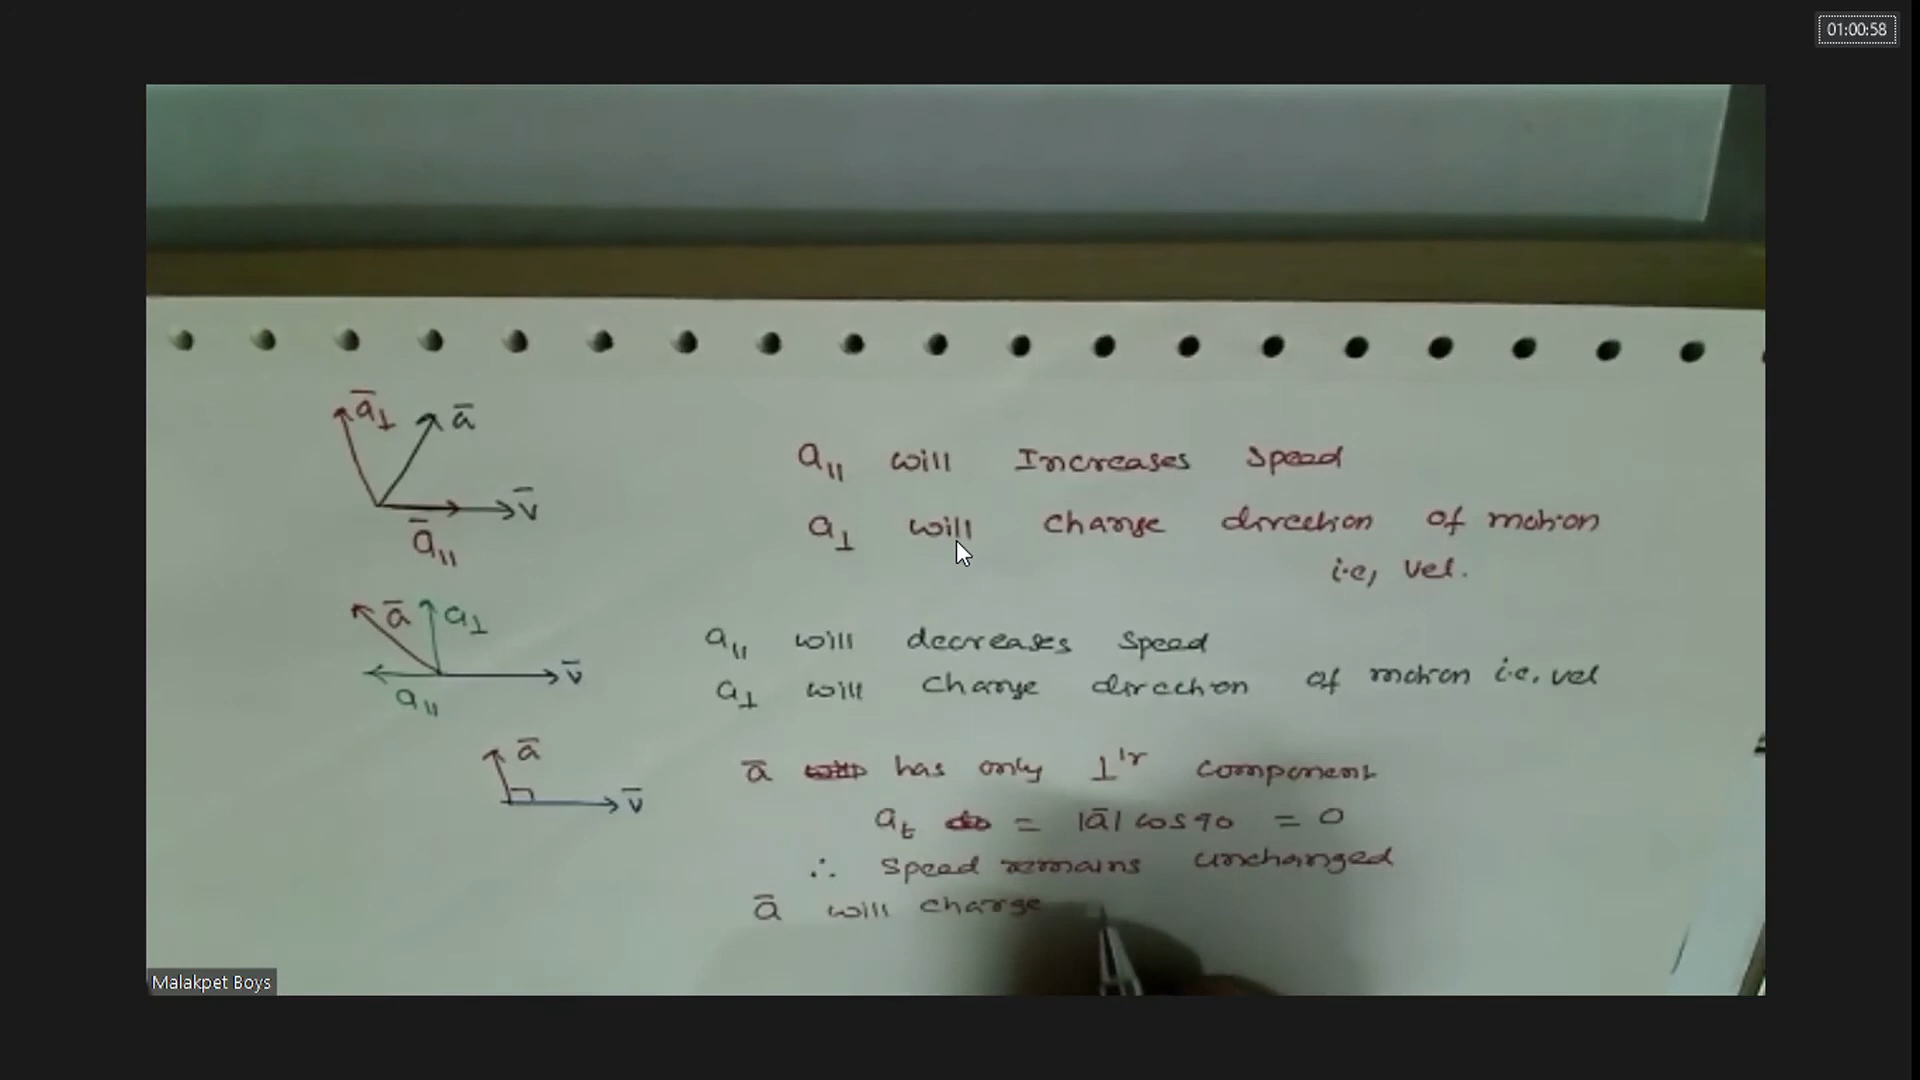 01:00:58
a̅⊥ a̅
v̅
a̅∥
a∥ will Increases Speed
a⊥ will change direction of motion
i.e, vel.
a̅ a⊥
v̅
a∥
a∥ will decreases speed
a⊥ will change direction of motion i.e, vel
a̅
v̅
a̅ has only ⊥'r component
at = |a̅| cos 90 = 0
∴ Speed remains unchanged
a̅ will change
Malakpet Boys